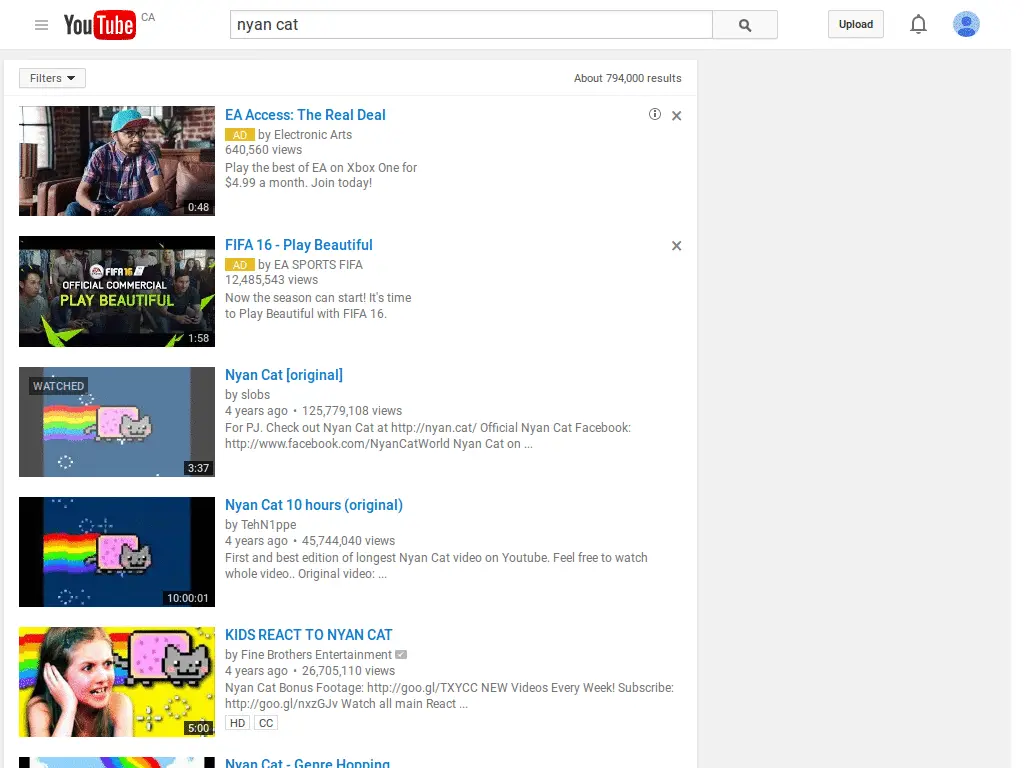 YouTube CA
nyan cat
Upload
Filters
About 794,000 results
EA Access: The Real Deal
AD by Electronic Arts
640,560 views
Play the best of EA on Xbox One for
$4.99 a month. Join today!
0:48
FIFA 16 - Play Beautiful
AD by EA SPORTS FIFA
12,485,543 views
Now the season can start! It's time
to Play Beautiful with FIFA 16.
EA SPORTS FIFA 16
OFFICIAL COMMERCIAL
PLAY BEAUTIFUL
1:58
WATCHED
3:37
Nyan Cat [original]
by slobs
4 years ago • 125,779,108 views
For PJ. Check out Nyan Cat at http://nyan.cat/ Official Nyan Cat Facebook:
http://www.facebook.com/NyanCatWorld Nyan Cat on ...
Nyan Cat 10 hours (original)
by TehN1ppe
4 years ago • 45,744,040 views
First and best edition of longest Nyan Cat video on Youtube. Feel free to watch
whole video.. Original video: ...
10:00:01
KIDS REACT TO NYAN CAT
by Fine Brothers Entertainment
4 years ago • 26,705,110 views
Nyan Cat Bonus Footage: http://goo.gl/TXYCC NEW Videos Every Week! Subscribe:
http://goo.gl/nxzGJv Watch all main React ...
HD CC
5:00
Nyan Cat - Genre Hopping